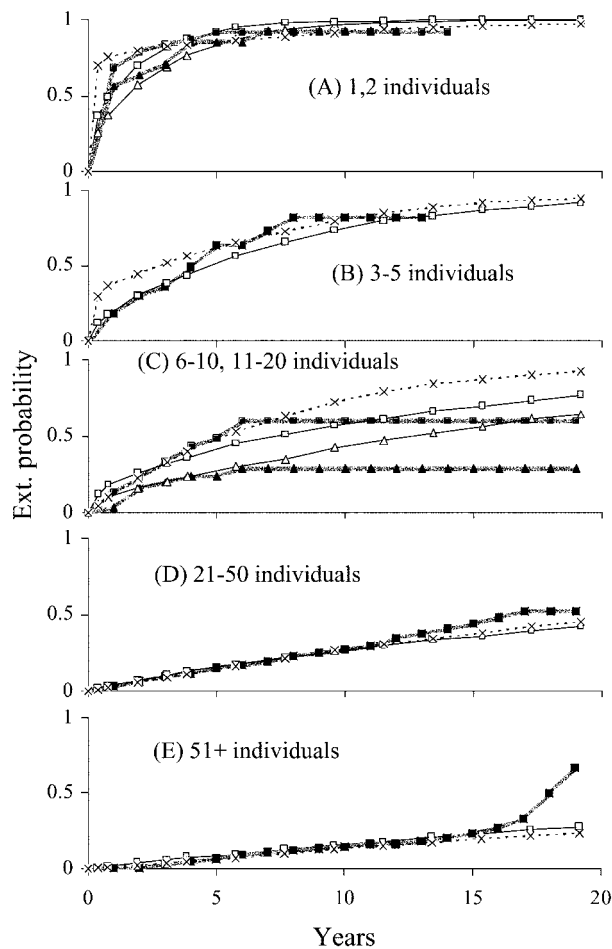 1
0.5
0
(A) 1,2 individuals
1
0.5
0
(B) 3-5 individuals
1
0.5
0
(C) 6-10, 11-20 individuals
1
0.5
0
(D) 21-50 individuals
1
0.5
0
(E) 51+ individuals
0
5
10
15
20
Years
Ext. probability